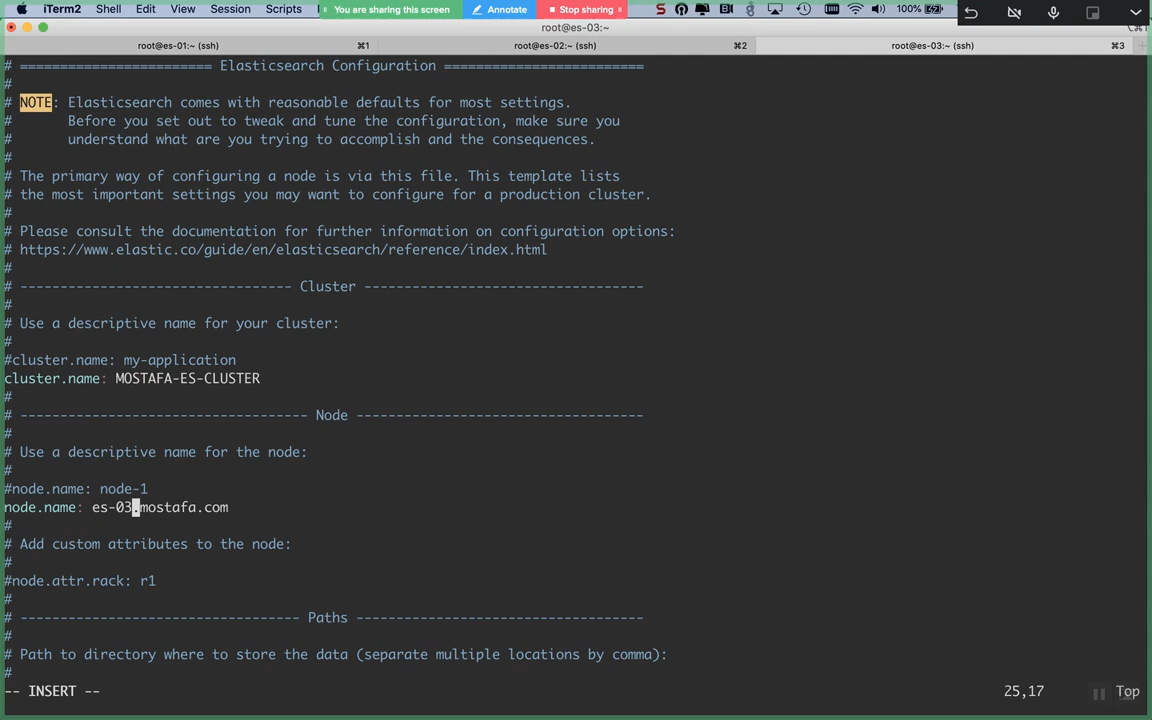 iTerm2 Shell Edit View Session Scripts You are sharing this screen Annotate Stop sharing 100%
root@es-03:~
root@es-01:~ (ssh) ⌘1 root@es-02:~ (ssh) ⌘2 root@es-03:~ (ssh) ⌘3
# ======================== Elasticsearch Configuration =========================
#
# NOTE: Elasticsearch comes with reasonable defaults for most settings.
#       Before you set out to tweak and tune the configuration, make sure you
#       understand what are you trying to accomplish and the consequences.
#
# The primary way of configuring a node is via this file. This template lists
# the most important settings you may want to configure for a production cluster.
#
# Please consult the documentation for further information on configuration options:
# https://www.elastic.co/guide/en/elasticsearch/reference/index.html
#
# ---------------------------------- Cluster -----------------------------------
#
# Use a descriptive name for your cluster:
#
#cluster.name: my-application
cluster.name: MOSTAFA-ES-CLUSTER
#
# ------------------------------------ Node ------------------------------------
#
# Use a descriptive name for the node:
#
#node.name: node-1
node.name: es-03.mostafa.com
#
# Add custom attributes to the node:
#
#node.attr.rack: r1
#
# ----------------------------------- Paths ------------------------------------
#
# Path to directory where to store the data (separate multiple locations by comma):
#
-- INSERT -- 25,17 Top